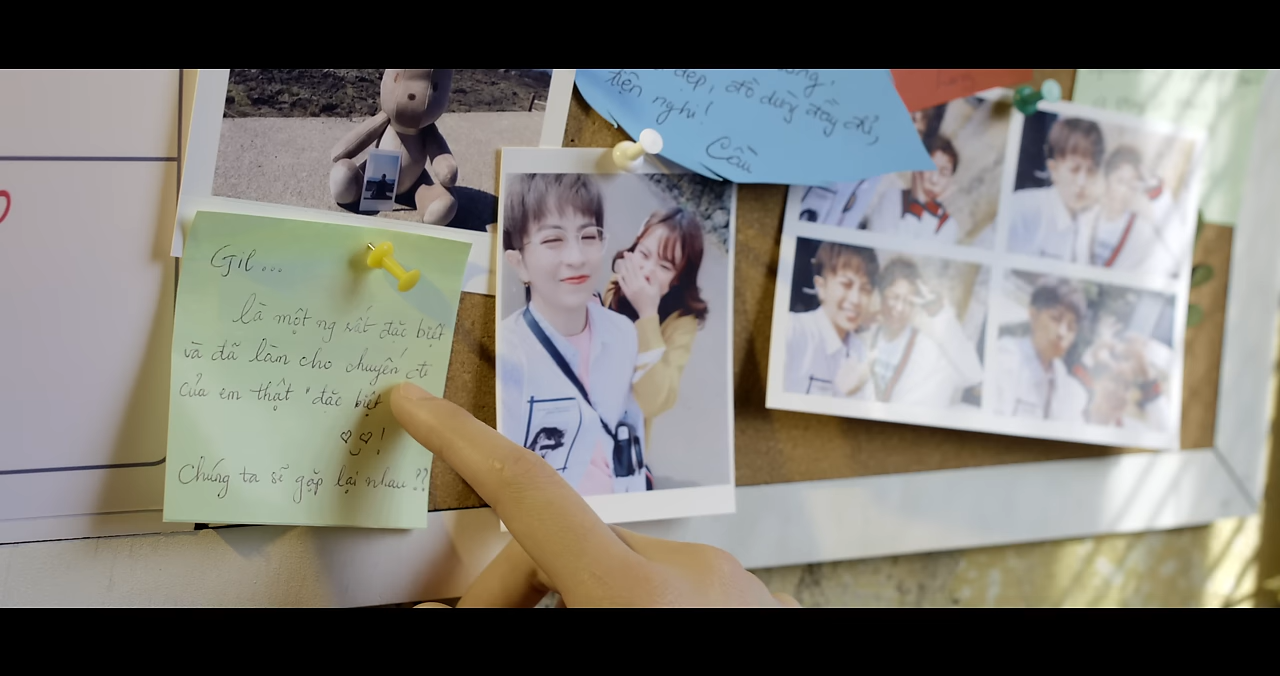 Gil...
là một ng rất đặc biệt
và đã làm cho chuyến đi
của em thật "đặc biệt
♡♡!
Chúng ta sẽ gặp lại nhau ??
đẹp, đồ dùng đầy đủ,
tiện nghi!
Cầu